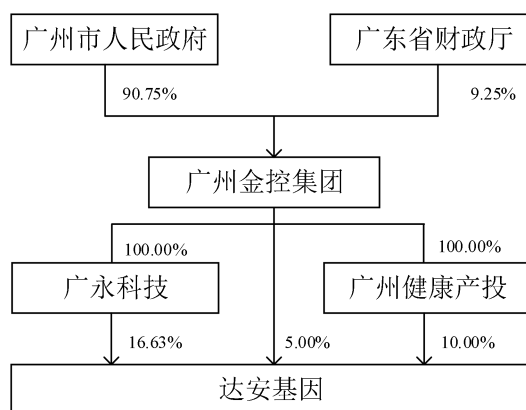 广州市人民政府
广东省财政厅
90.75%
9.25%
广州金控集团
100.00%
100.00%
广永科技
广州健康产投
16.63%
5.00%
10.00%
达安基因